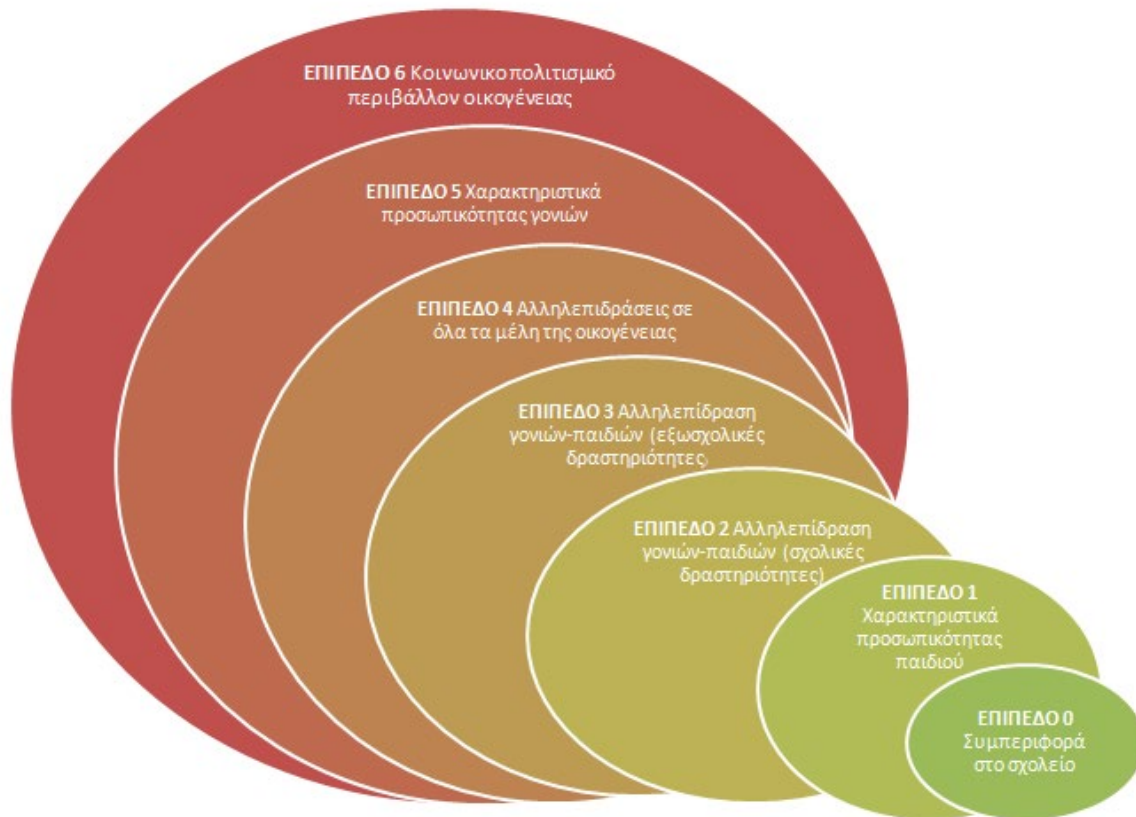 ΕΠΙΠΕΔΟ 6 Κοινωνικο πολιτισμικό
περιβάλλον οικογένειας
ΕΠΙΠΕΔΟ 5 Χαρακτηριστικά
προσωπικότητας γονιών
ΕΠΙΠΕΔΟ 4 Αλληλεπιδράσεις σε
όλα τα μέλη της οικογένειας
ΕΠΙΠΕΔΟ 3 Αλληλεπίδραση
γονιών-παιδιών (εξωσχολικές
δραστηριότητες)
ΕΠΙΠΕΔΟ 2 Αλληλεπίδραση
γονιών-παιδιών (σχολικές
δραστηριότητες)
ΕΠΙΠΕΔΟ 1
Χαρακτηριστικά
προσωπικότητας
παιδιού
ΕΠΙΠΕΔΟ 0
Συμπεριφορά
στο σχολείο